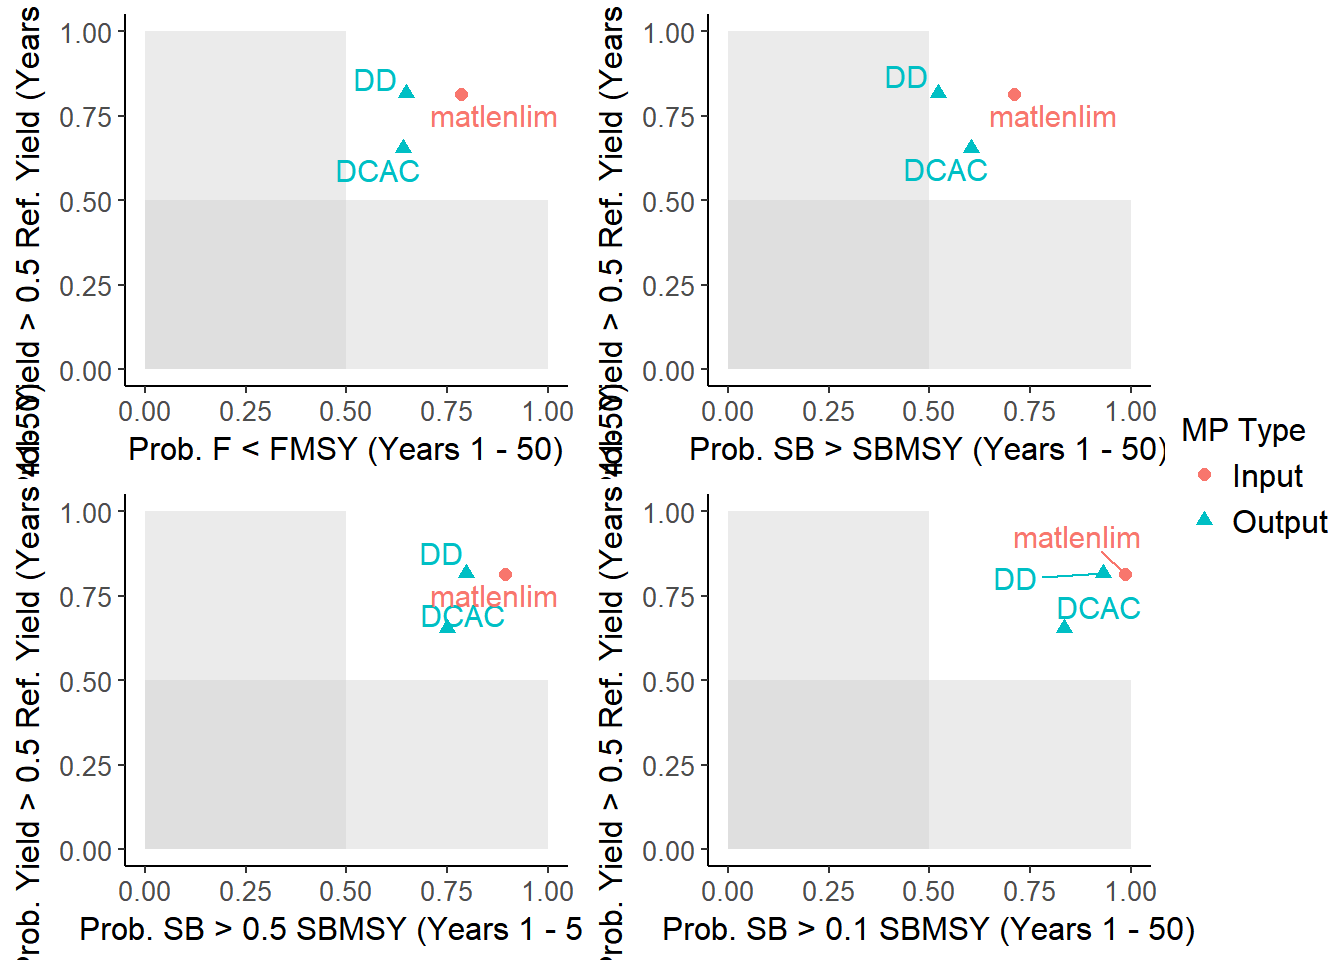 Prob. Yield > 0.5 Ref. Yield (Years
1.00
0.75
0.50
0.25
0.00
DD
matlenlim
DCAC
0.00 0.25 0.50 0.75 1.00
Prob. F < FMSY (Years 1 - 50)
Yield > 0.5 Ref. Yield (Years
1.00
0.75
0.50
0.25
0.00
DD
matlenlim
DCAC
0.00 0.25 0.50 0.75 1.00
Prob. SB > SBMSY (Years 1 - 50)
Prob. Yield > 0.5 Ref. Yield (Years
1.00
0.75
0.50
0.25
0.00
DD
matlenlim
DCAC
0.00 0.25 0.50 0.75 1.00
Prob. SB > 0.5 SBMSY (Years 1 - 5
Prob. Yield > 0.5 Ref. Yield (Years
1.00
0.75
0.50
0.25
0.00
matlenlim
DD
DCAC
0.00 0.25 0.50 0.75 1.00
Prob. SB > 0.1 SBMSY (Years 1 - 50)
MP Type
Input
Output